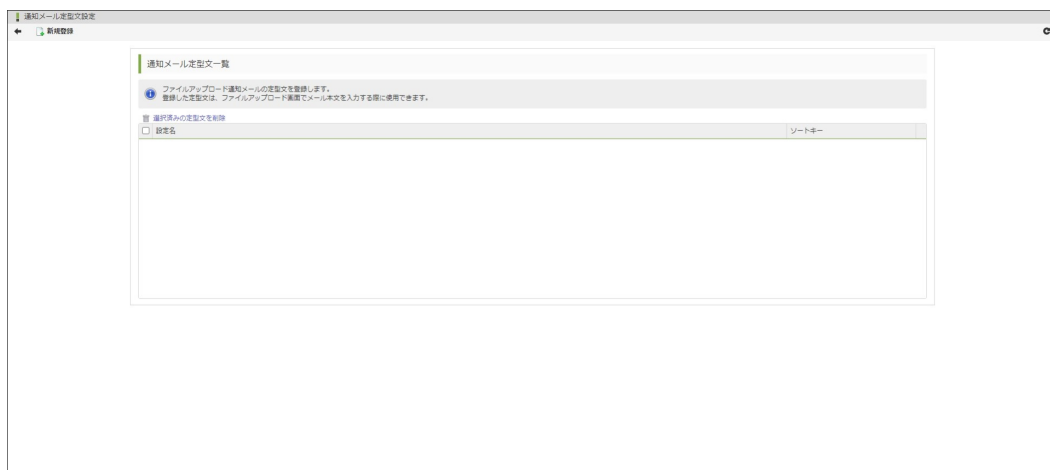 通知メール定型文設定
新規登録
通知メール定型文一覧
ファイルアップロード通知メールの定型文を登録します。
登録した定型文は、ファイルアップロード画面でメール本文を入力する際に使用できます。
選択済みの定型文を削除
設定名 ソートキー